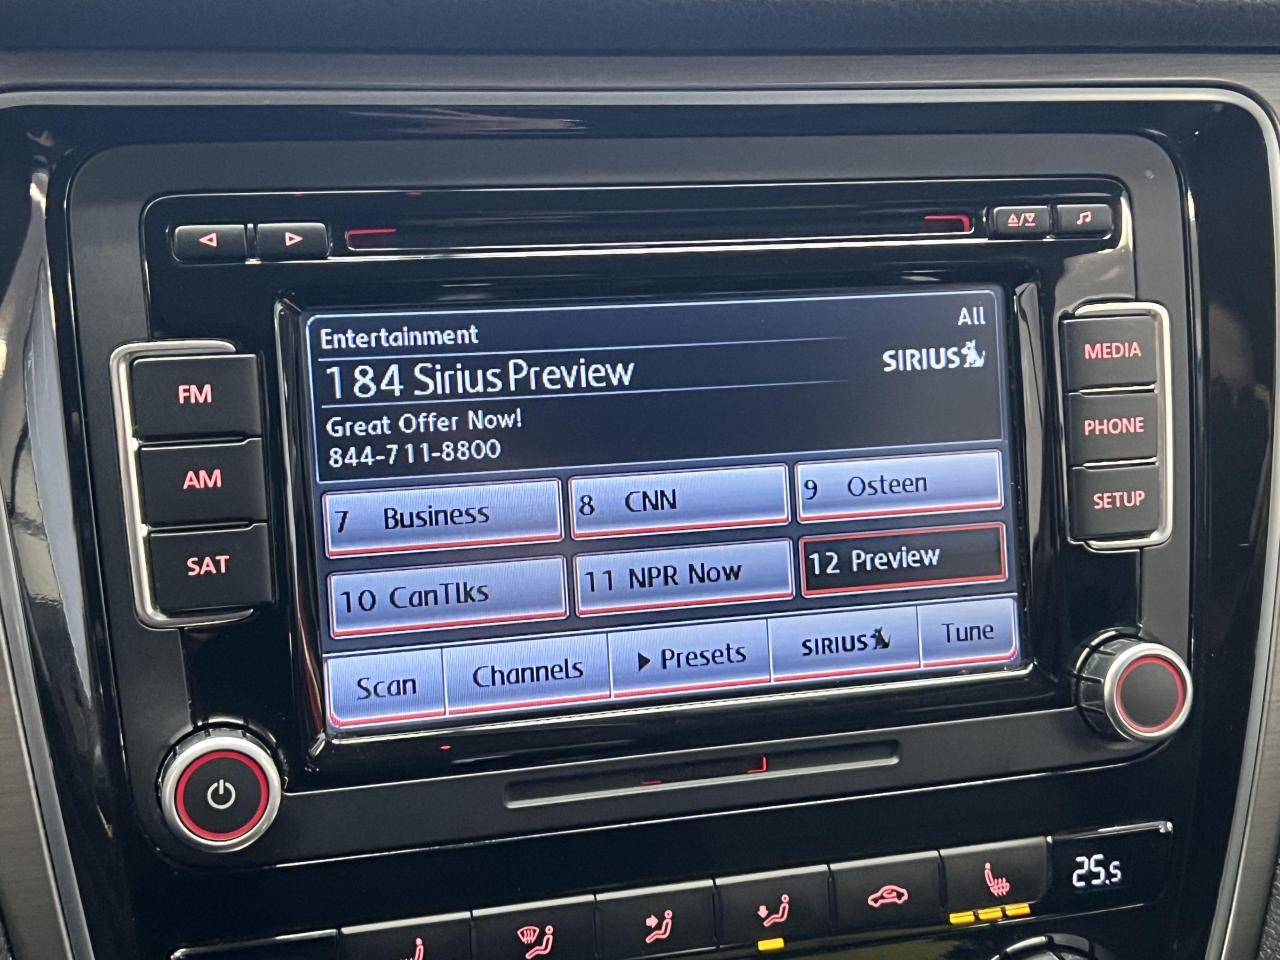 Entertainment
All
184 Sirius Preview
SIRIUS
Great Offer Now!
844-711-8800
7 Business
8 CNN
9 Osteen
10 CanTlks
11 NPR Now
12 Preview
Scan
Channels
Presets
SIRIUS
Tune
FM
AM
SAT
MEDIA
PHONE
SETUP
25.5